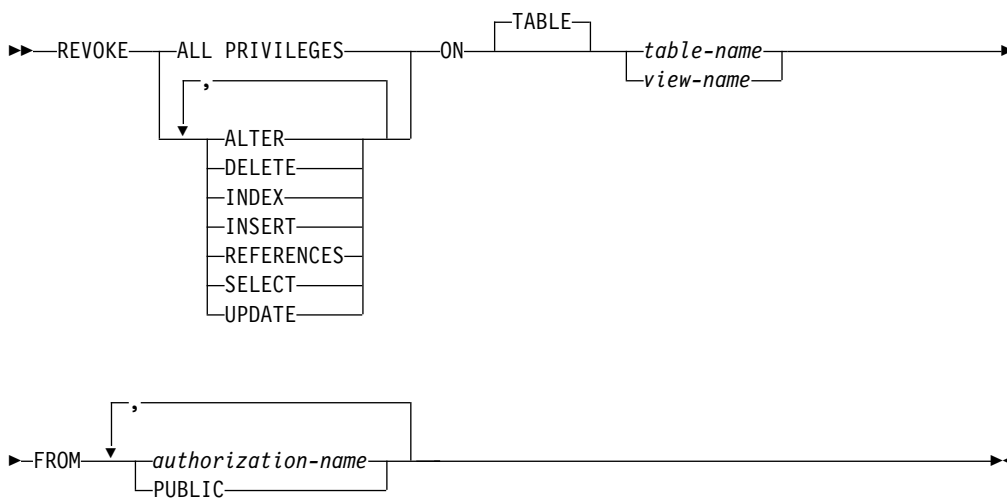 TABLE
REVOKE ALL PRIVILEGES ON table-name
, view-name
ALTER
DELETE
INDEX
INSERT
REFERENCES
SELECT
UPDATE
,
FROM authorization-name
PUBLIC